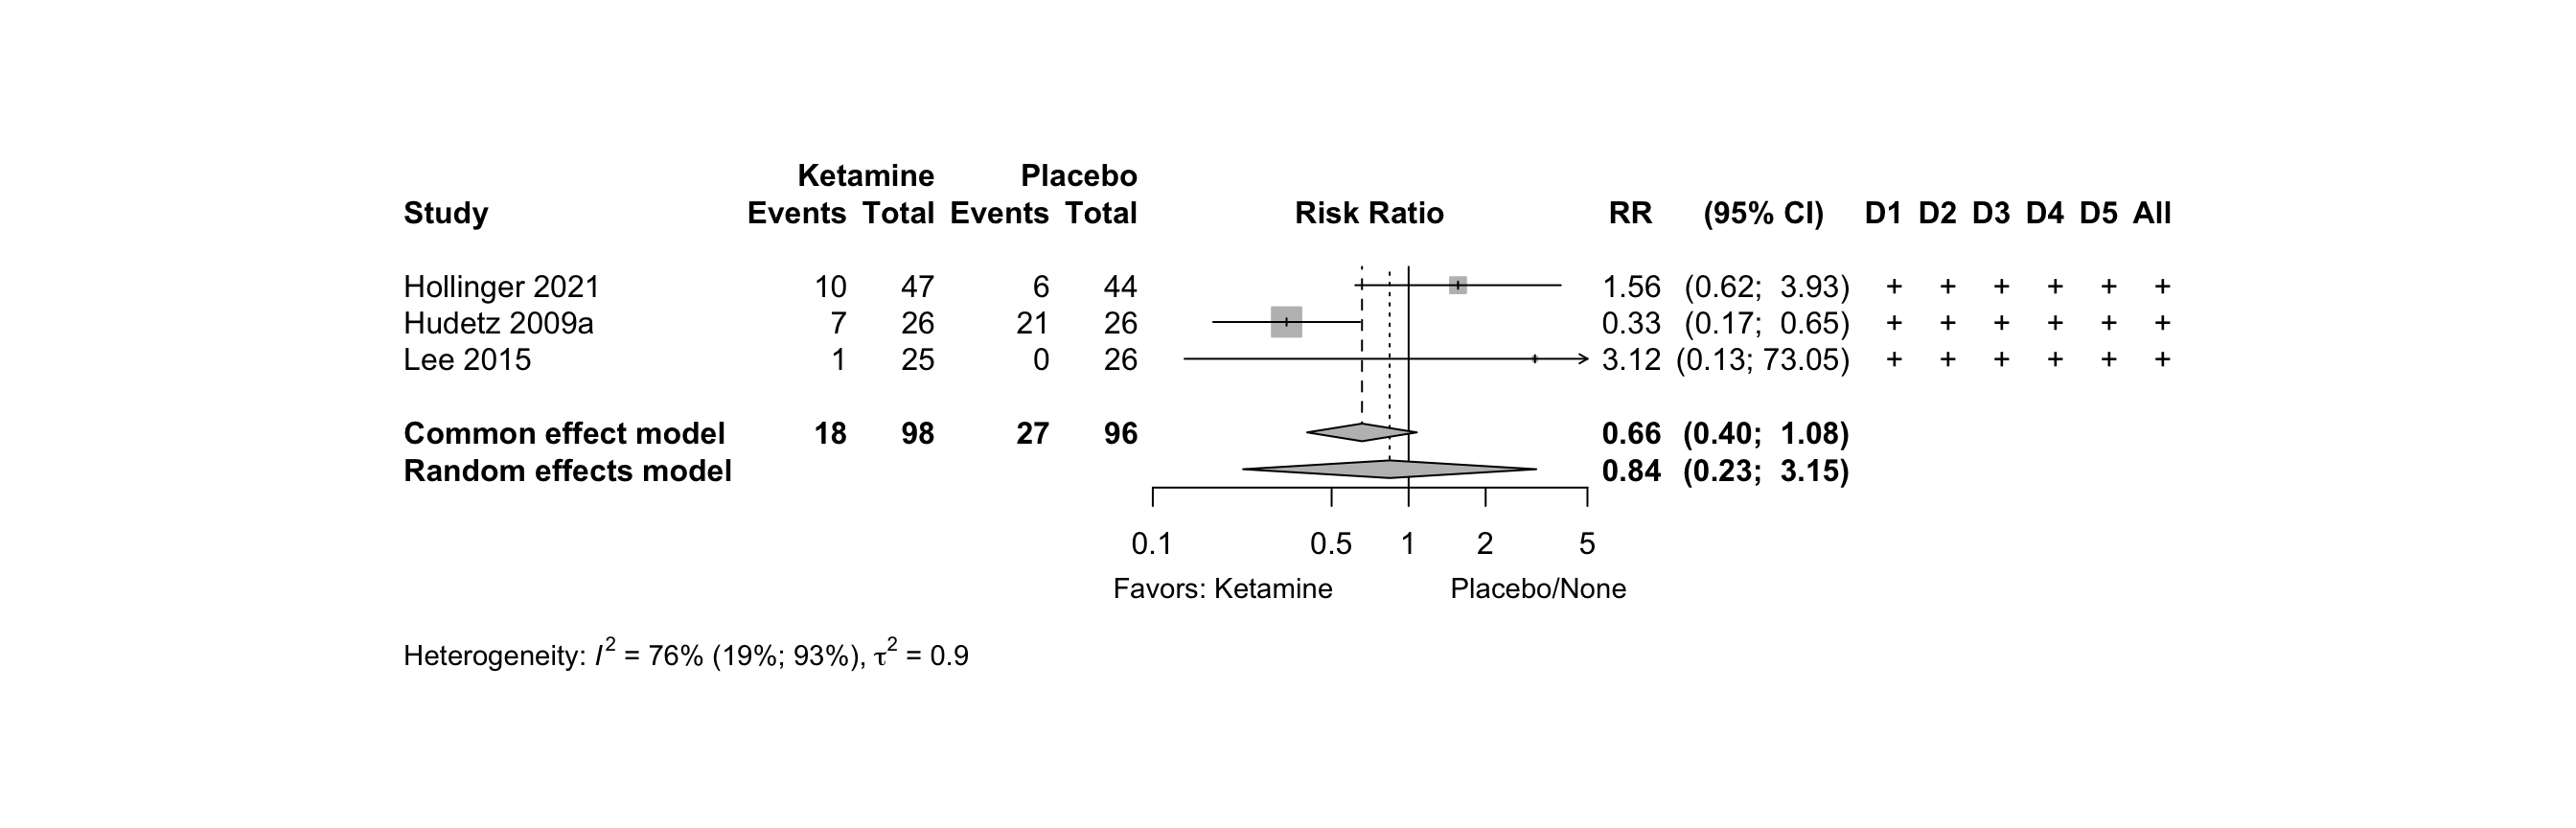 Ketamine Placebo
Study Events Total Events Total Risk Ratio RR (95% CI) D1 D2 D3 D4 D5 All
Hollinger 2021 10 47 6 44 1.56 (0.62; 3.93) + + + + + +
Hudetz 2009a 7 26 21 26 0.33 (0.17; 0.65) + + + + + +
Lee 2015 1 25 0 26 3.12 (0.13; 73.05) + + + + + +
Common effect model 18 98 27 96 0.66 (0.40; 1.08)
Random effects model 0.84 (0.23; 3.15)
0.1 0.5 1 2 5
Favors: Ketamine Placebo/None
Heterogeneity: I² = 76% (19%; 93%), τ² = 0.9